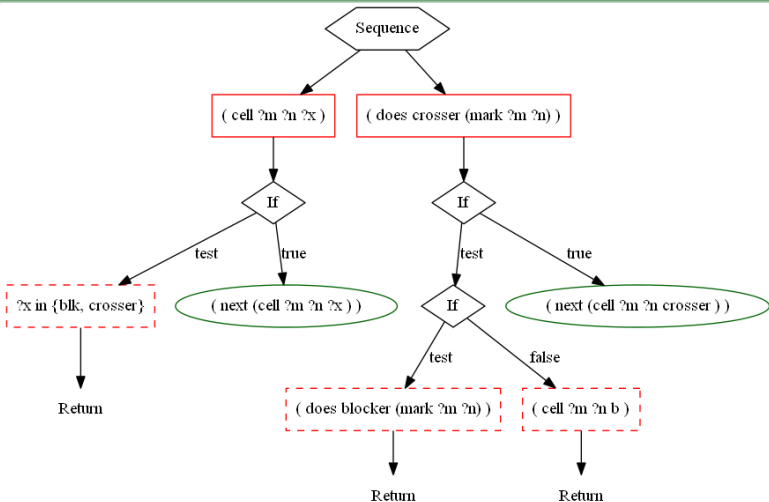 Sequence
( cell ?m ?n ?x )
( does crosser (mark ?m ?n) )
If
If
test
true
test
true
?x in {blk, crosser}
( next (cell ?m ?n ?x ) )
If
( next (cell ?m ?n crosser ) )
test
false
Return
( does blocker (mark ?m ?n) )
( cell ?m ?n b )
Return
Return